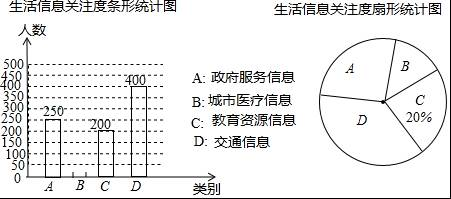 生活信息关注度条形统计图
人数
500
400
350
300
250
200
150
100
50
0
250
200
400
A B C D
类别
A: 政府服务信息
B: 城市医疗信息
C: 教育资源信息
D: 交通信息
生活信息关注度扇形统计图
A
B
C
20%
D